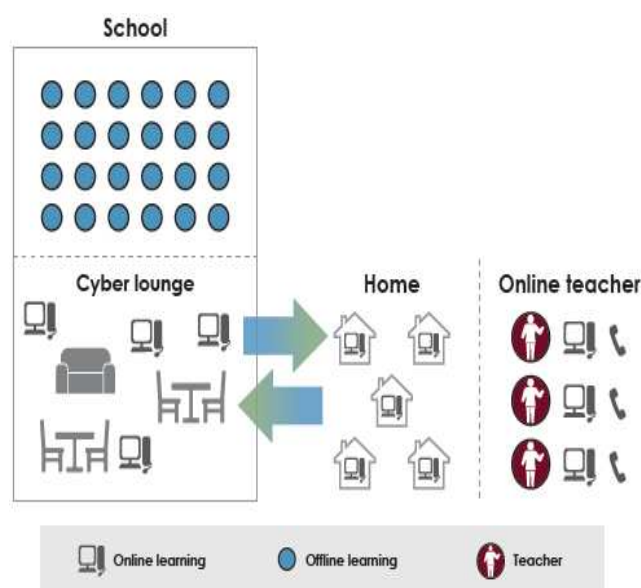 School
Cyber lounge
Home
Online teacher
Online learning
Offline learning
Teacher